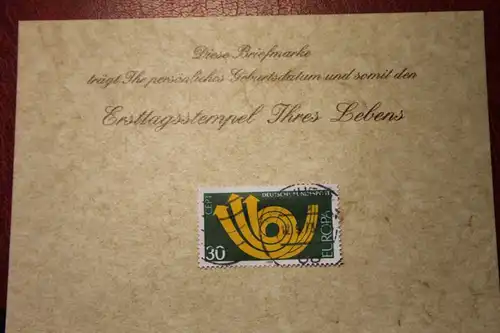 Diese Briefmarke
trägt Ihr persönliches Geburtsdatum und somit den
Ersttagsstempel Ihres Lebens
DEUTSCHE BUNDESPOST
CEPT
EUROPA
30